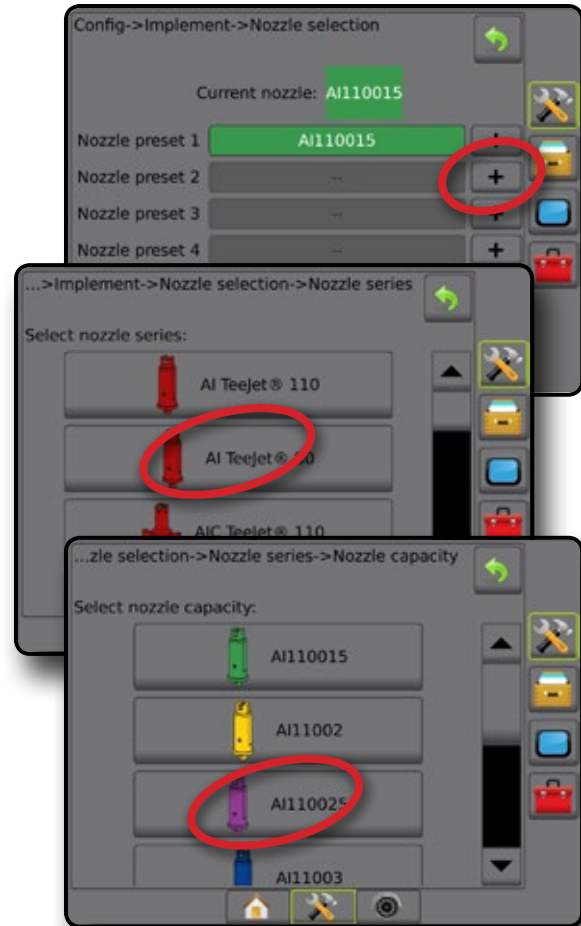 Config->Implement->Nozzle selection
Current nozzle: AI110015
Nozzle preset 1 AI110015 +
Nozzle preset 2 -- +
Nozzle preset 3 -- +
Nozzle preset 4 -- +
...>Implement->Nozzle selection->Nozzle series
Select nozzle series:
AI TeeJet® 110
AI TeeJet® 80
AIC TeeJet® 110
...zle selection->Nozzle series->Nozzle capacity
Select nozzle capacity:
AI110015
AI11002
AI110025
AI11003